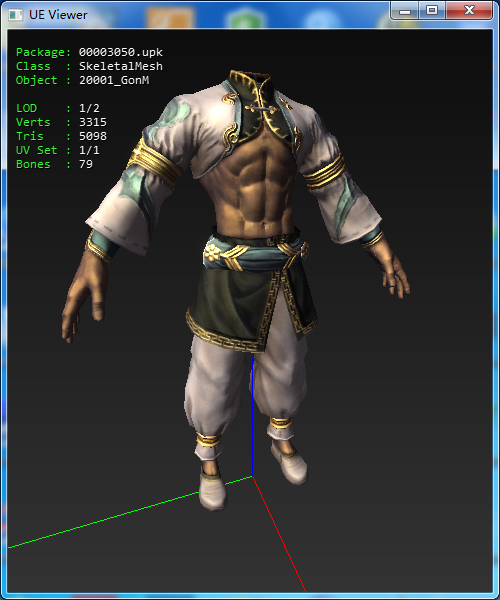 UE Viewer
Package: 00003050.upk
Class : SkeletalMesh
Object : 20001_GonM
LOD : 1/2
Verts : 3315
Tris : 5098
UV Set : 1/1
Bones : 79